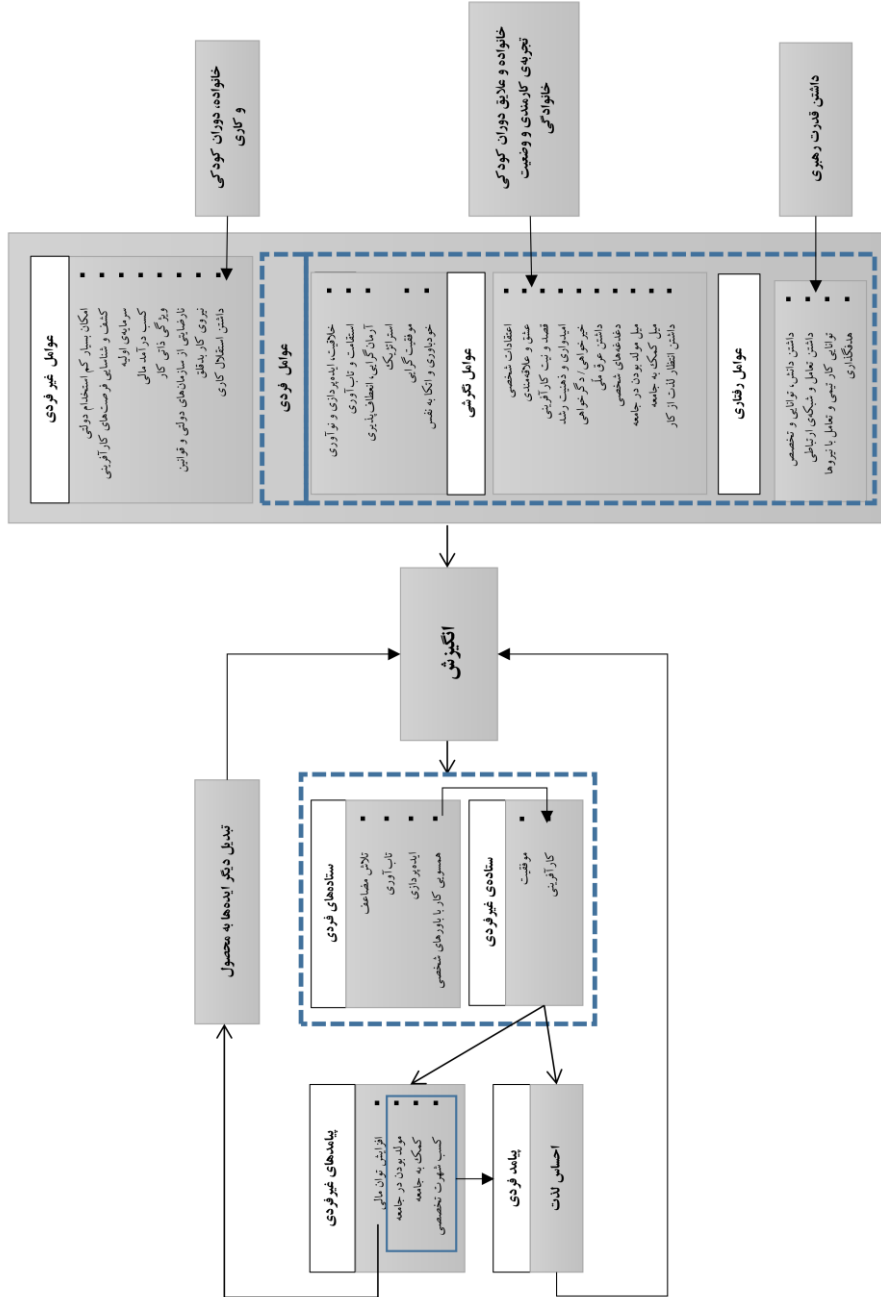 خانواده، دوران کودکی
و کاری
خانواده و علایق دوران کودکی
تجربه‌ی کارمندی و وضعیت
خانوادگی
داشتن قدرت رهبری
عوامل غیر فردی
▪ امکان بسیار کم استخدام دولتی
▪ کشف و شناسایی فرصت‌های کارآفرینی
▪ سرمایه‌ی اولیه
▪ کسب درآمد مالی
▪ ویژگی ذاتی کار
▪ نارضایتی از سازمان‌های دولتی و قوانین
▪ نیروی کار بدقلق
▪ داشتن استقلال کاری
عوامل فردی
▪ خلاقیت، ایده‌پردازی و نوآوری
▪ استقامت و تاب‌آوری
▪ آرمان‌گرایی، انعطاف‌پذیری
استراتژیک
▪ موفقیت گرایی
▪ خودباوری و اتکا به نفس
عوامل نگرشی
▪ اعتقادات شخصی
▪ عشق و علاقه‌مندی
▪ قصد و نیت کارآفرینی
▪ امیدواری و ذهنیت رشد
▪ خیرخواهی/ دگرخواهی
▪ داشتن عرق ملی
▪ دغدغه‌های شخصی
▪ میل مولد بودن در جامعه
▪ میل کمک به جامعه
▪ داشتن انتظار لذت از کار
عوامل رفتاری
▪ داشتن دانش، توانایی و تخصص
▪ داشتن تعامل و شبکه‌ی ارتباطی
▪ توانایی کار تیمی و تعامل با نیروها
▪ هدفگذاری
انگیزش
ستاده‌های فردی
▪ تلاش مضاعف
▪ تاب‌آوری
▪ ایده‌پردازی
▪ همسویی کار با باورهای شخصی
ستاده‌ی غیرفردی
▪ موفقیت
▪ کارآفرینی
تبدیل دیگر ایده‌ها به محصول
پیامدهای غیرفردی
▪ افزایش توان مالی
▪ مولد بودن در جامعه
▪ کمک به جامعه
▪ کسب شهرت تخصصی
پیامد فردی
احساس لذت